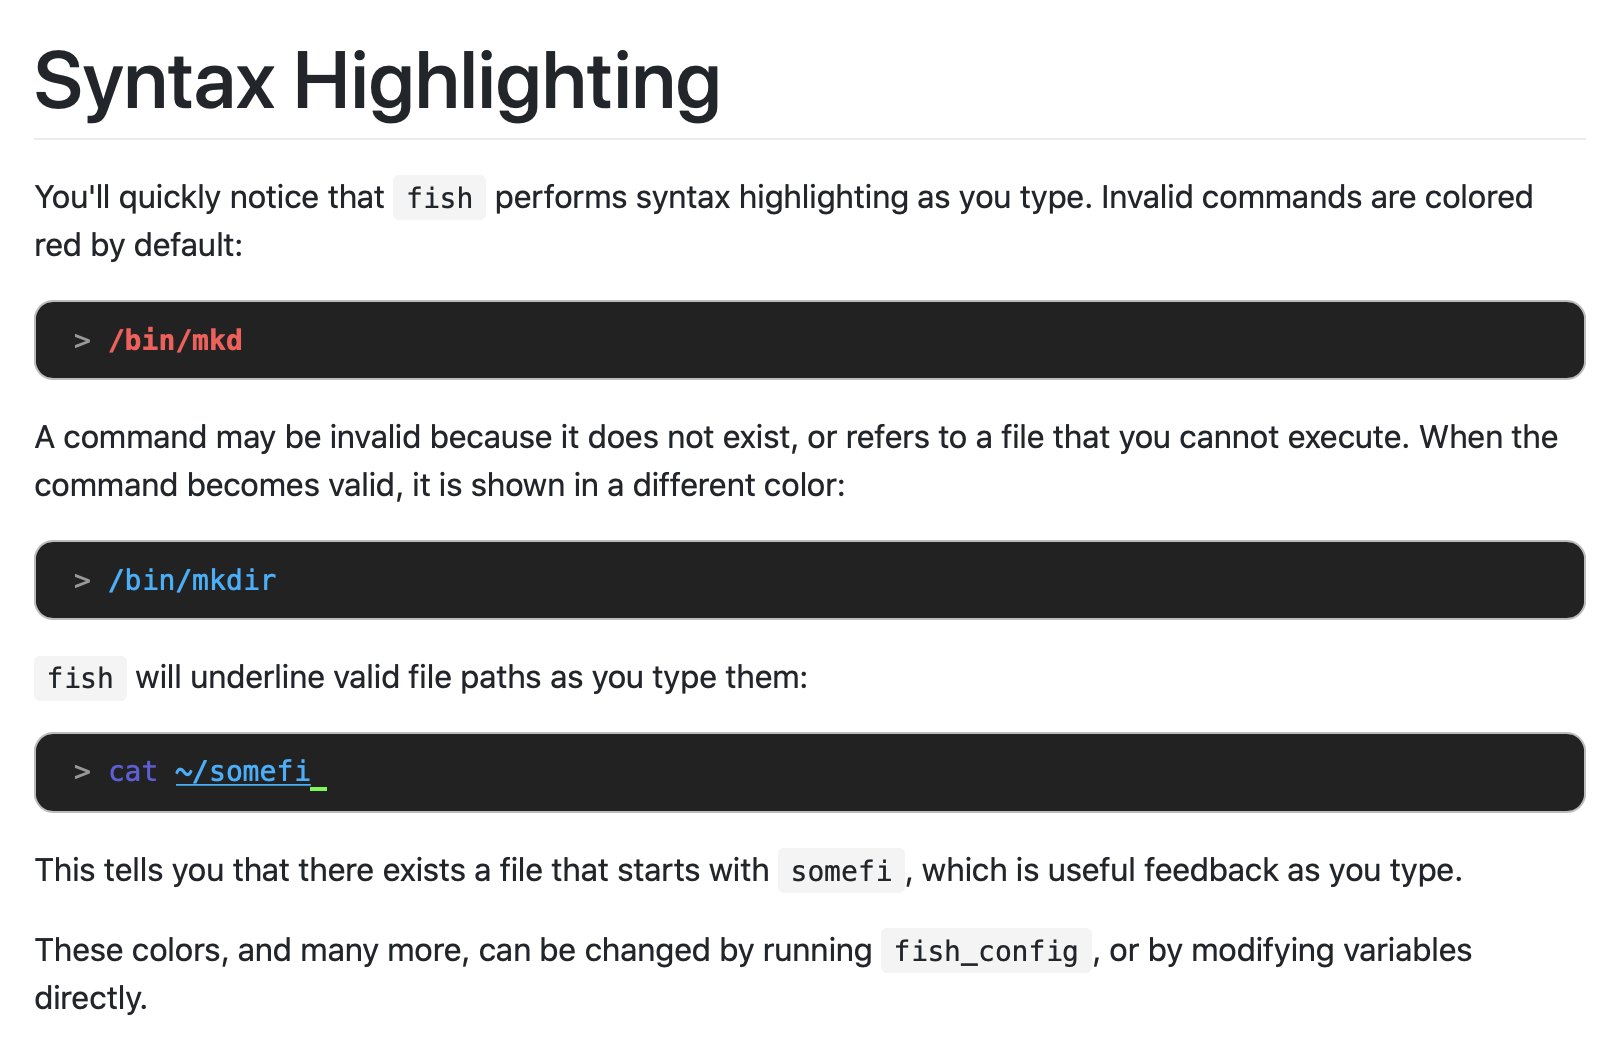 Syntax Highlighting
You'll quickly notice that fish performs syntax highlighting as you type. Invalid commands are colored
red by default:
> /bin/mkd
A command may be invalid because it does not exist, or refers to a file that you cannot execute. When the
command becomes valid, it is shown in a different color:
> /bin/mkdir
fish will underline valid file paths as you type them:
> cat ~/somefi_
This tells you that there exists a file that starts with somefi, which is useful feedback as you type.
These colors, and many more, can be changed by running fish_config, or by modifying variables
directly.